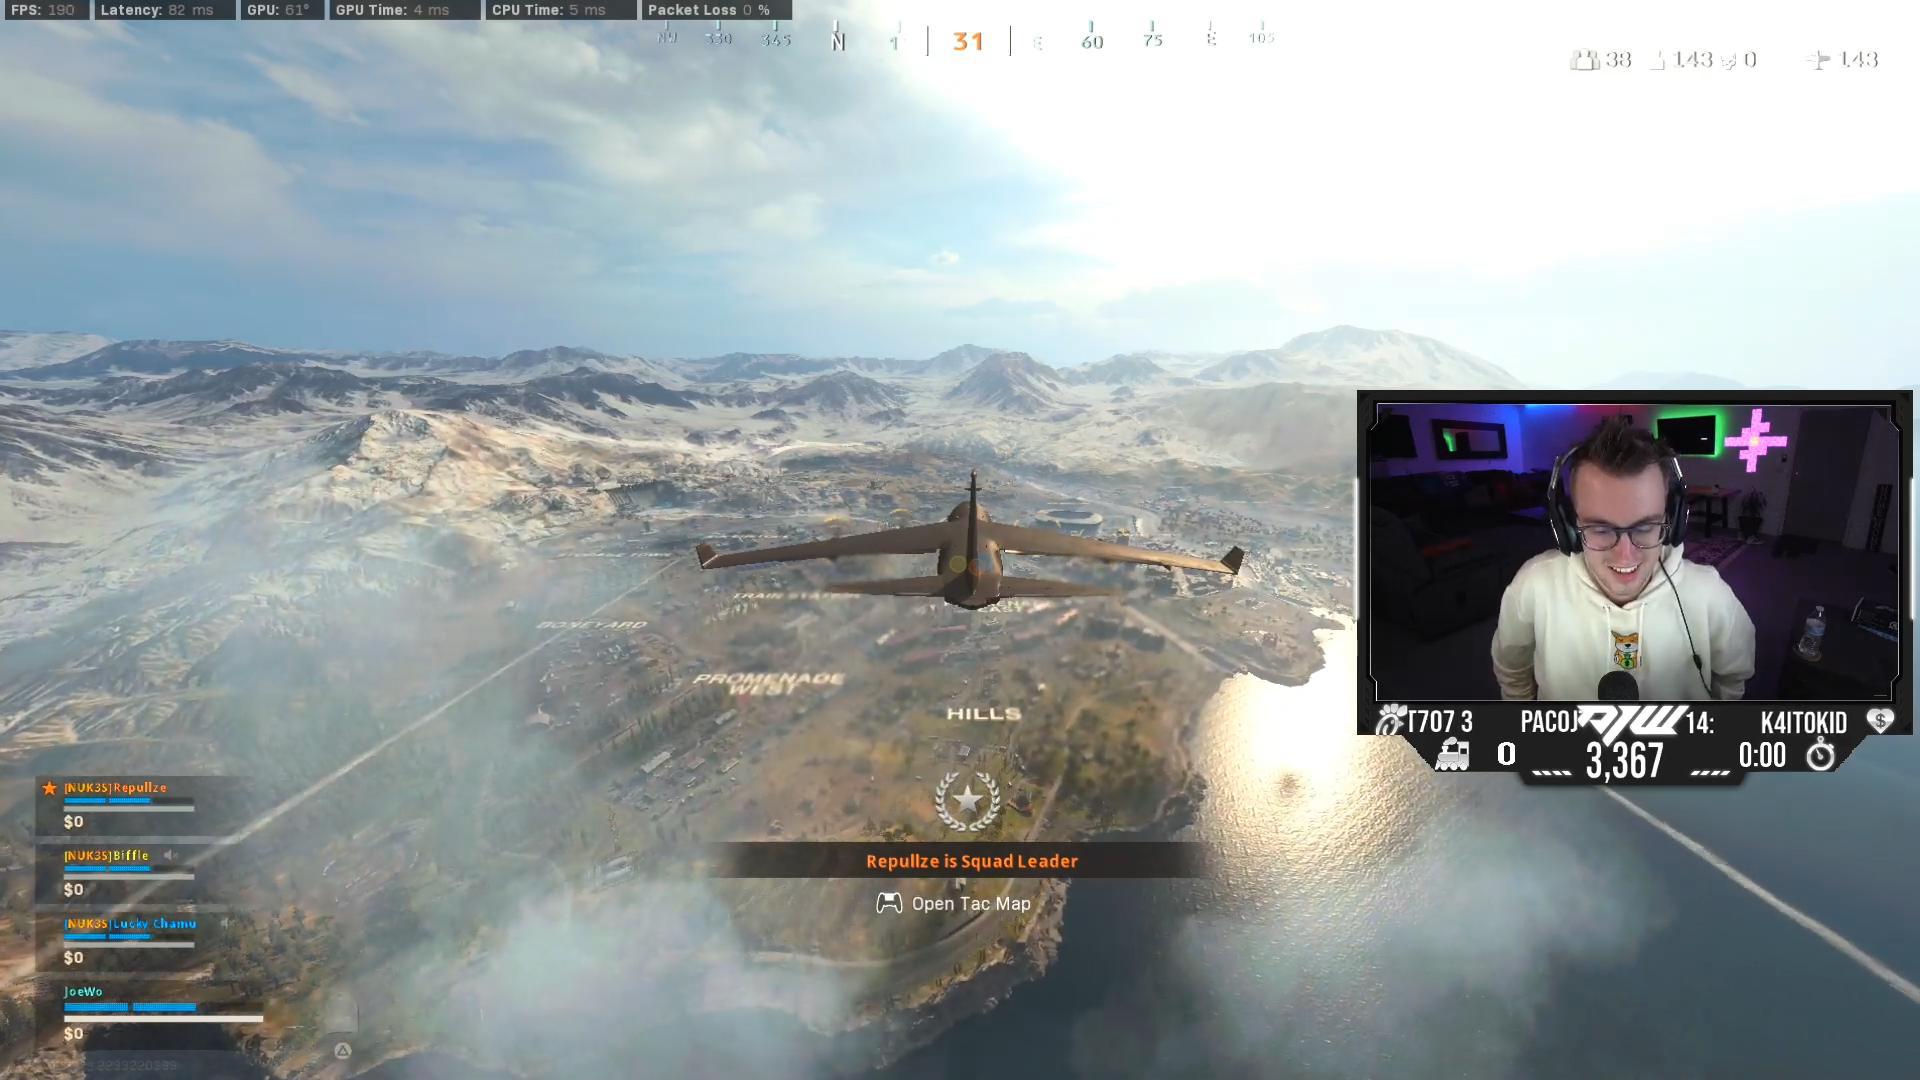 FPS: 190 Latency: 82 ms GPU: 61° GPU Time: 4 ms CPU Time: 5 ms Packet Loss 0 %
NW 330 345 N 31 60 75 E 105
38 143 0 143
BONEYARD
PROMENADE
WEST
HILLS
[NUK3S]Repullze
$0
[NUK3S]Biffle
$0
[NUK3S]Lucky Chamu
$0
JoeWo
$0
Repullze is Squad Leader
Open Tac Map
T707 3 PACOJ 14: K4ITOKID
0 3,367 0:00